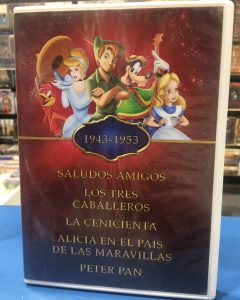 1943-1953
SALUDOS AMIGOS
LOS TRES
CABALLEROS
LA CENICIENTA
ALICIA EN EL PAÍS
DE LAS MARAVILLAS
PETER PAN